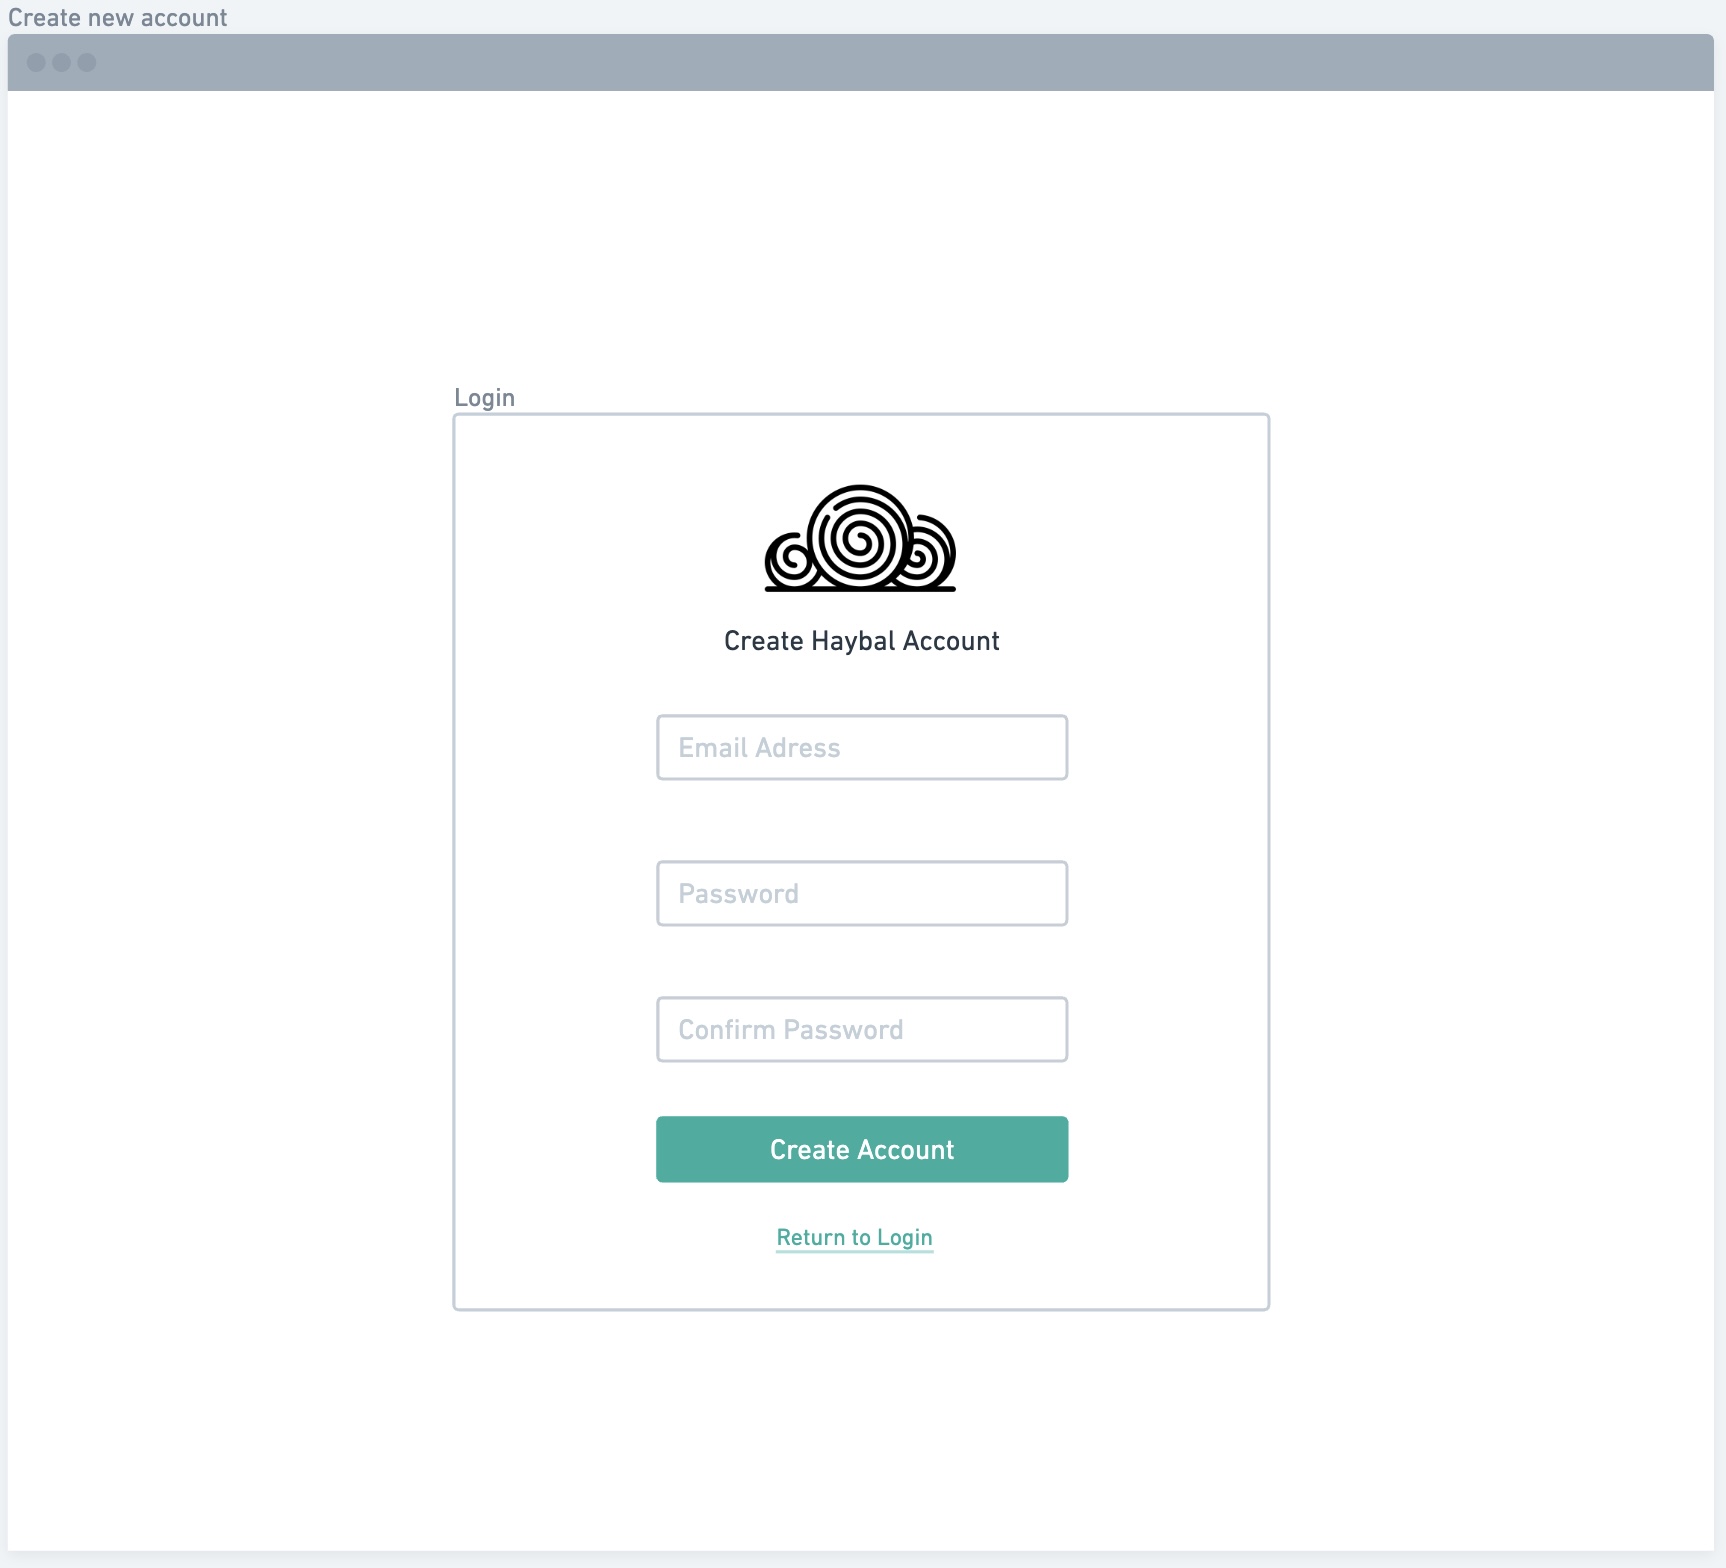 Create new account
Login
Create Haybal Account
Email Adress
Password
Confirm Password
Create Account
Return to Login